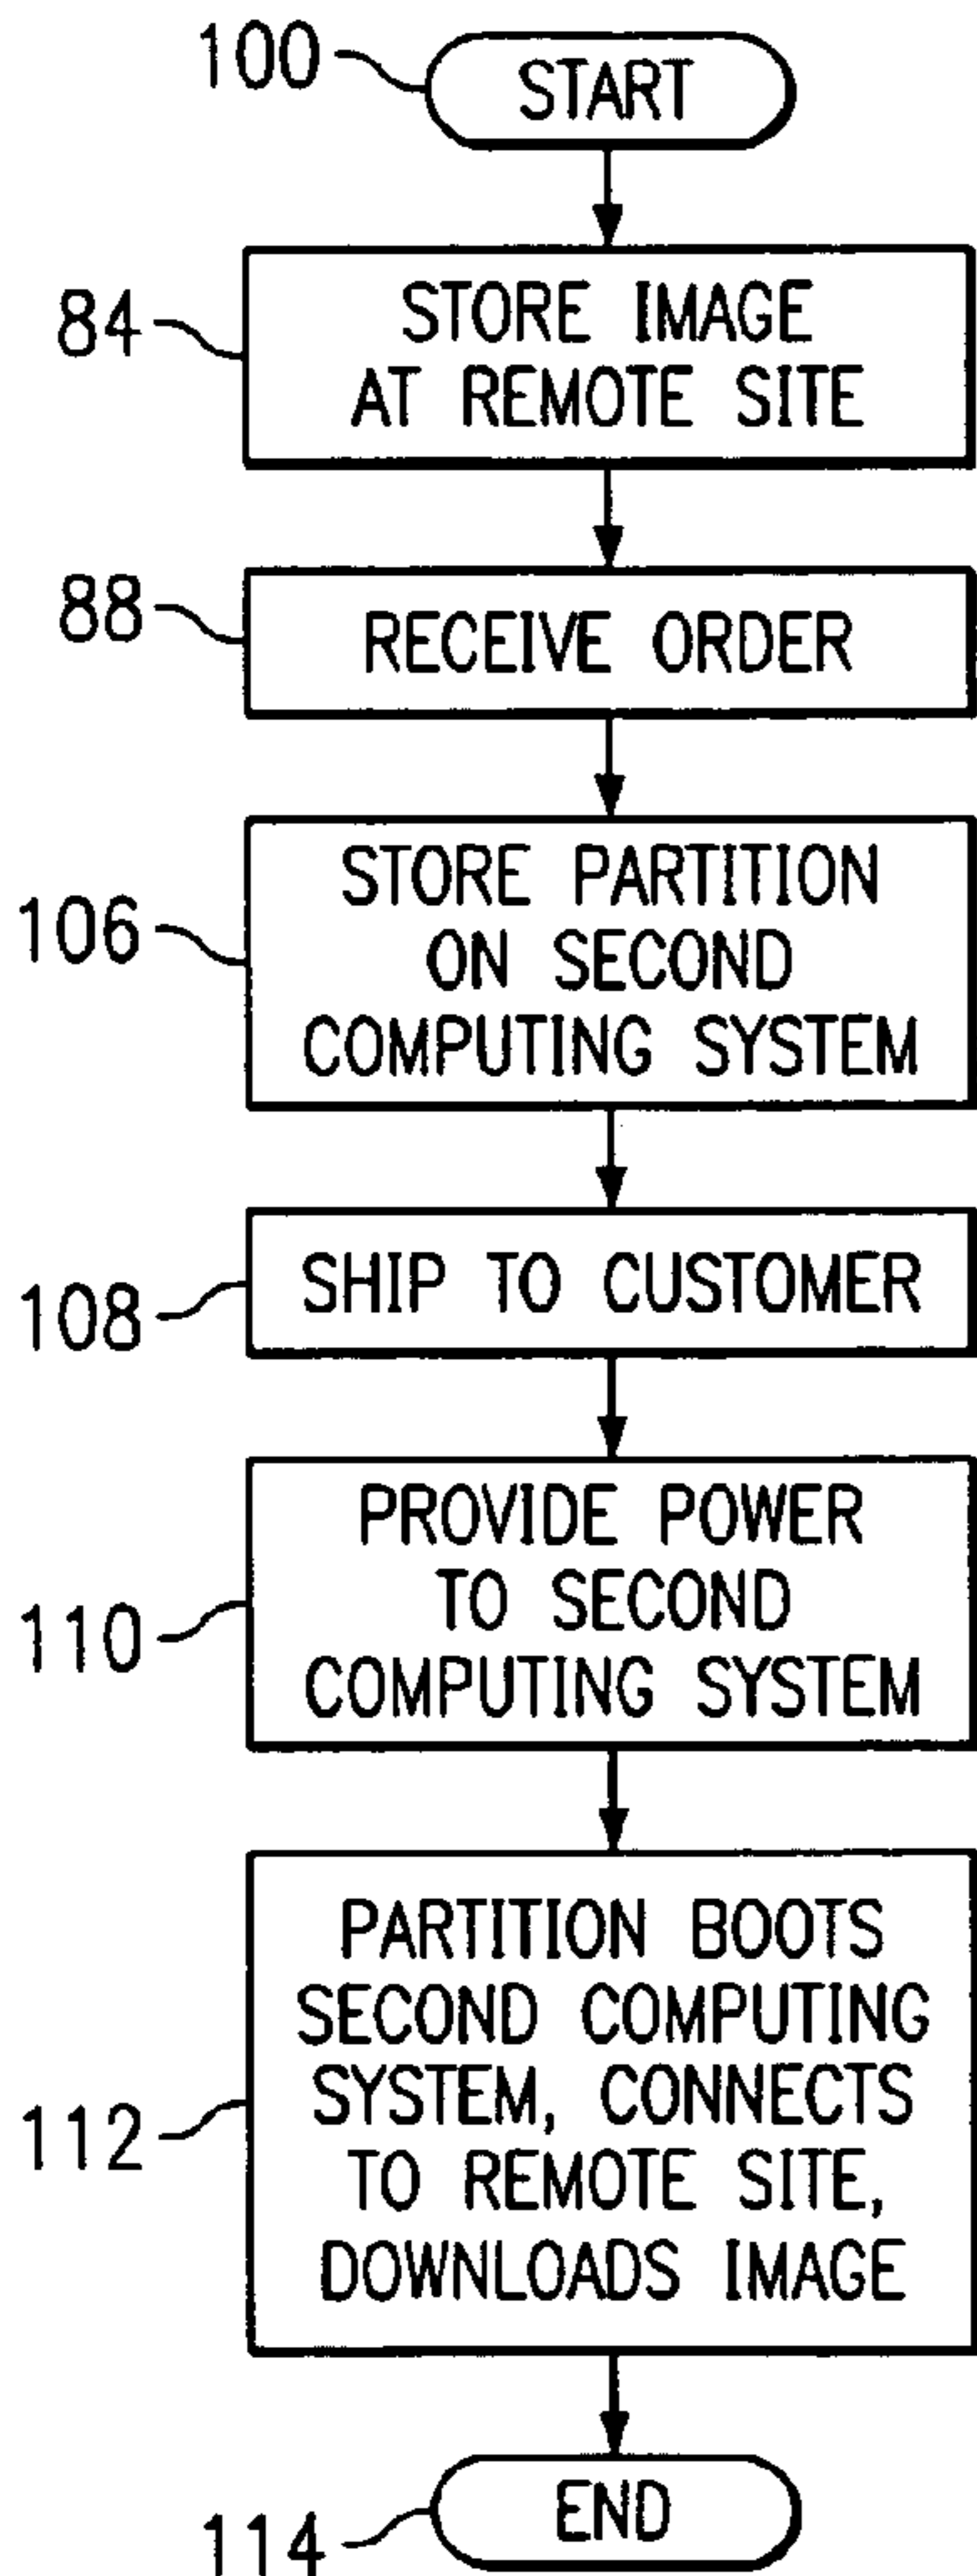 100
START
84
STORE IMAGE
AT REMOTE SITE
88
RECEIVE ORDER
106
STORE PARTITION
ON SECOND
COMPUTING SYSTEM
108
SHIP TO CUSTOMER
110
PROVIDE POWER
TO SECOND
COMPUTING SYSTEM
112
PARTITION BOOTS
SECOND COMPUTING
SYSTEM, CONNECTS
TO REMOTE SITE,
DOWNLOADS IMAGE
114
END